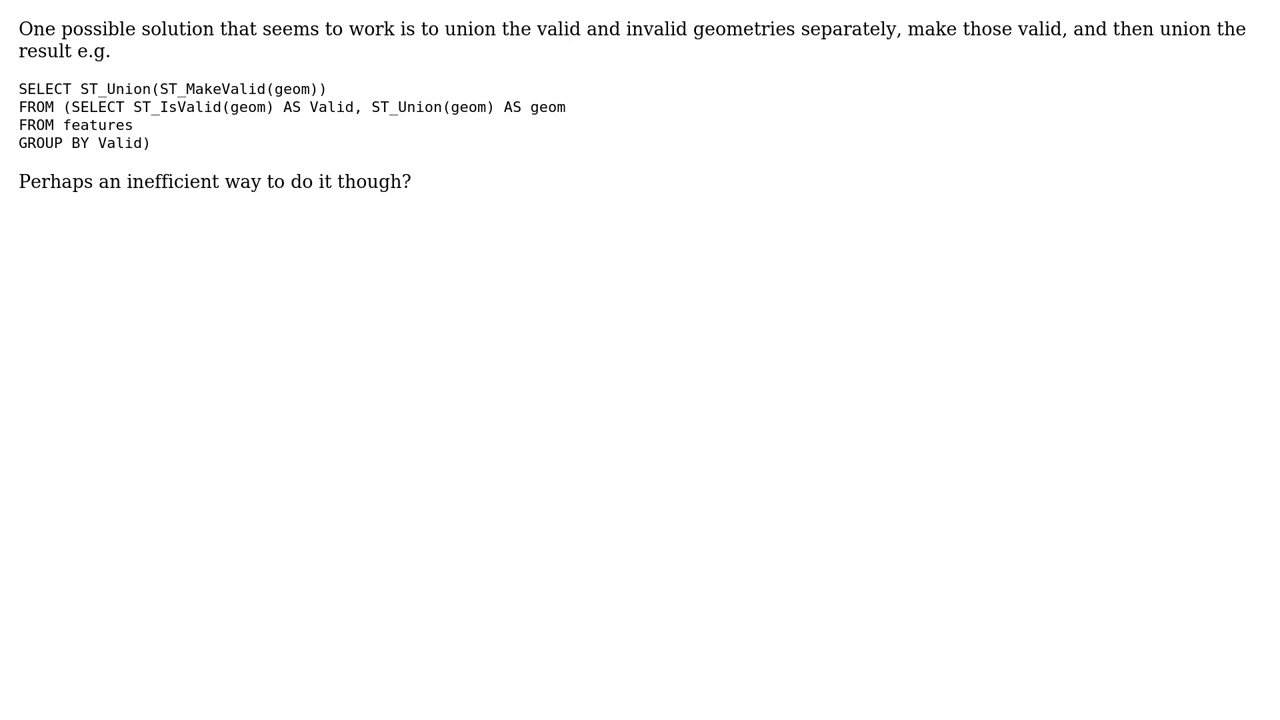 One possible solution that seems to work is to union the valid and invalid geometries separately, make those valid, and then union the
result e.g.
SELECT ST_Union(ST_MakeValid(geom))
FROM (SELECT ST_IsValid(geom) AS Valid, ST_Union(geom) AS geom
FROM features
GROUP BY Valid)
Perhaps an inefficient way to do it though?